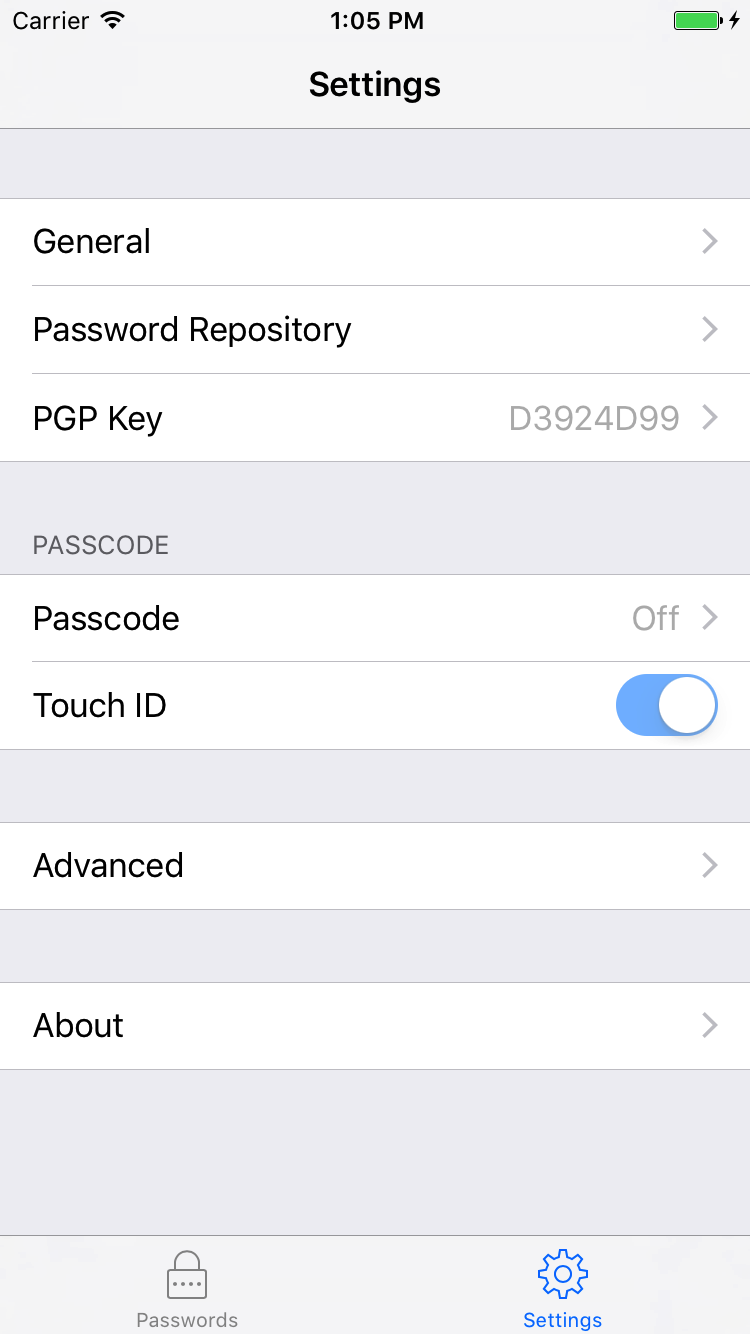 Carrier 1:05 PM
Settings
General
Password Repository
PGP Key D3924D99
PASSCODE
Passcode Off
Touch ID
Advanced
About
Passwords Settings